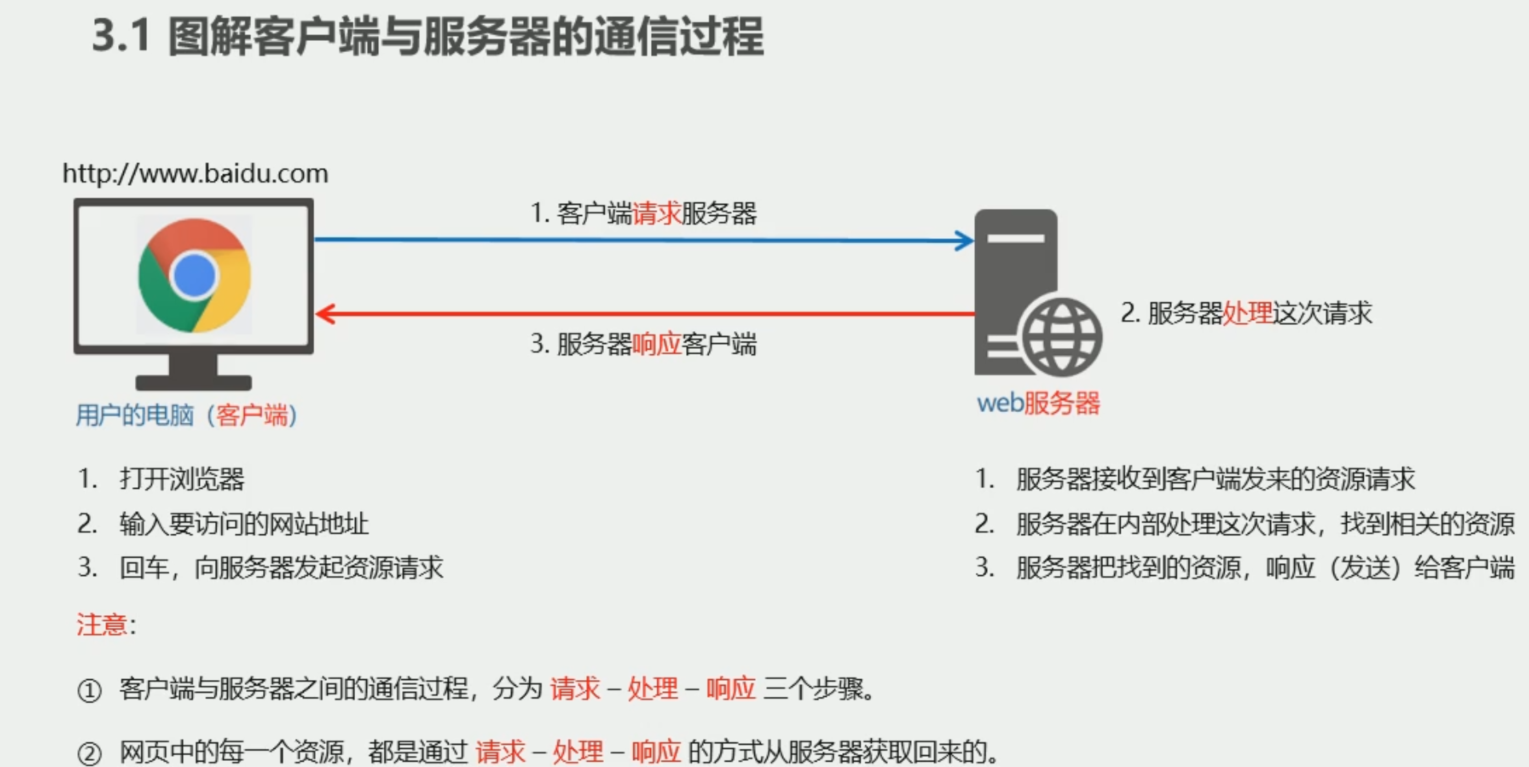 3.1 图解客户端与服务器的通信过程
http://www.baidu.com
1. 客户端请求服务器
2. 服务器处理这次请求
3. 服务器响应客户端
用户的电脑（客户端）
web服务器
1. 打开浏览器
2. 输入要访问的网站地址
3. 回车，向服务器发起资源请求
1. 服务器接收到客户端发来的资源请求
2. 服务器在内部处理这次请求，找到相关的资源
3. 服务器把找到的资源，响应（发送）给客户端
注意：
① 客户端与服务器之间的通信过程，分为 请求 – 处理 – 响应 三个步骤。
② 网页中的每一个资源，都是通过 请求 – 处理 – 响应 的方式从服务器获取回来的。